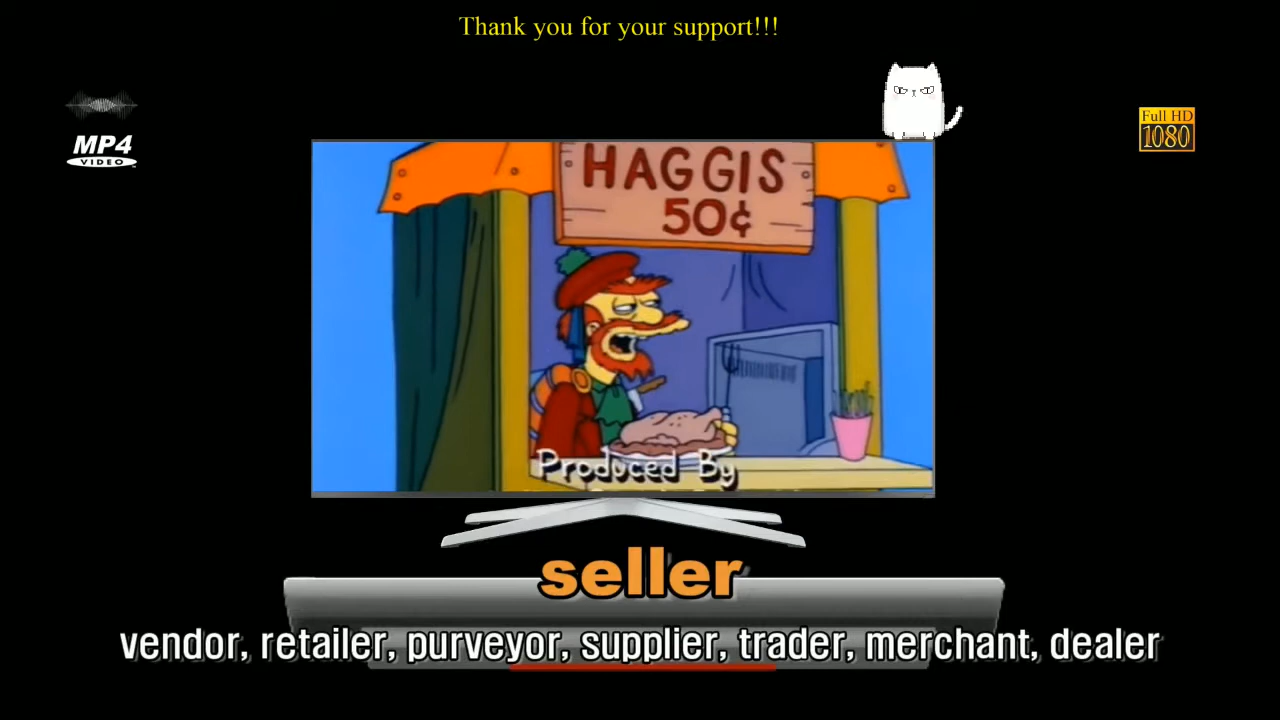 Thank you for your support!!!
MP4
VIDEO
Full HD
1080
HAGGIS
50¢
Produced By
seller
vendor, retailer, purveyor, supplier, trader, merchant, dealer